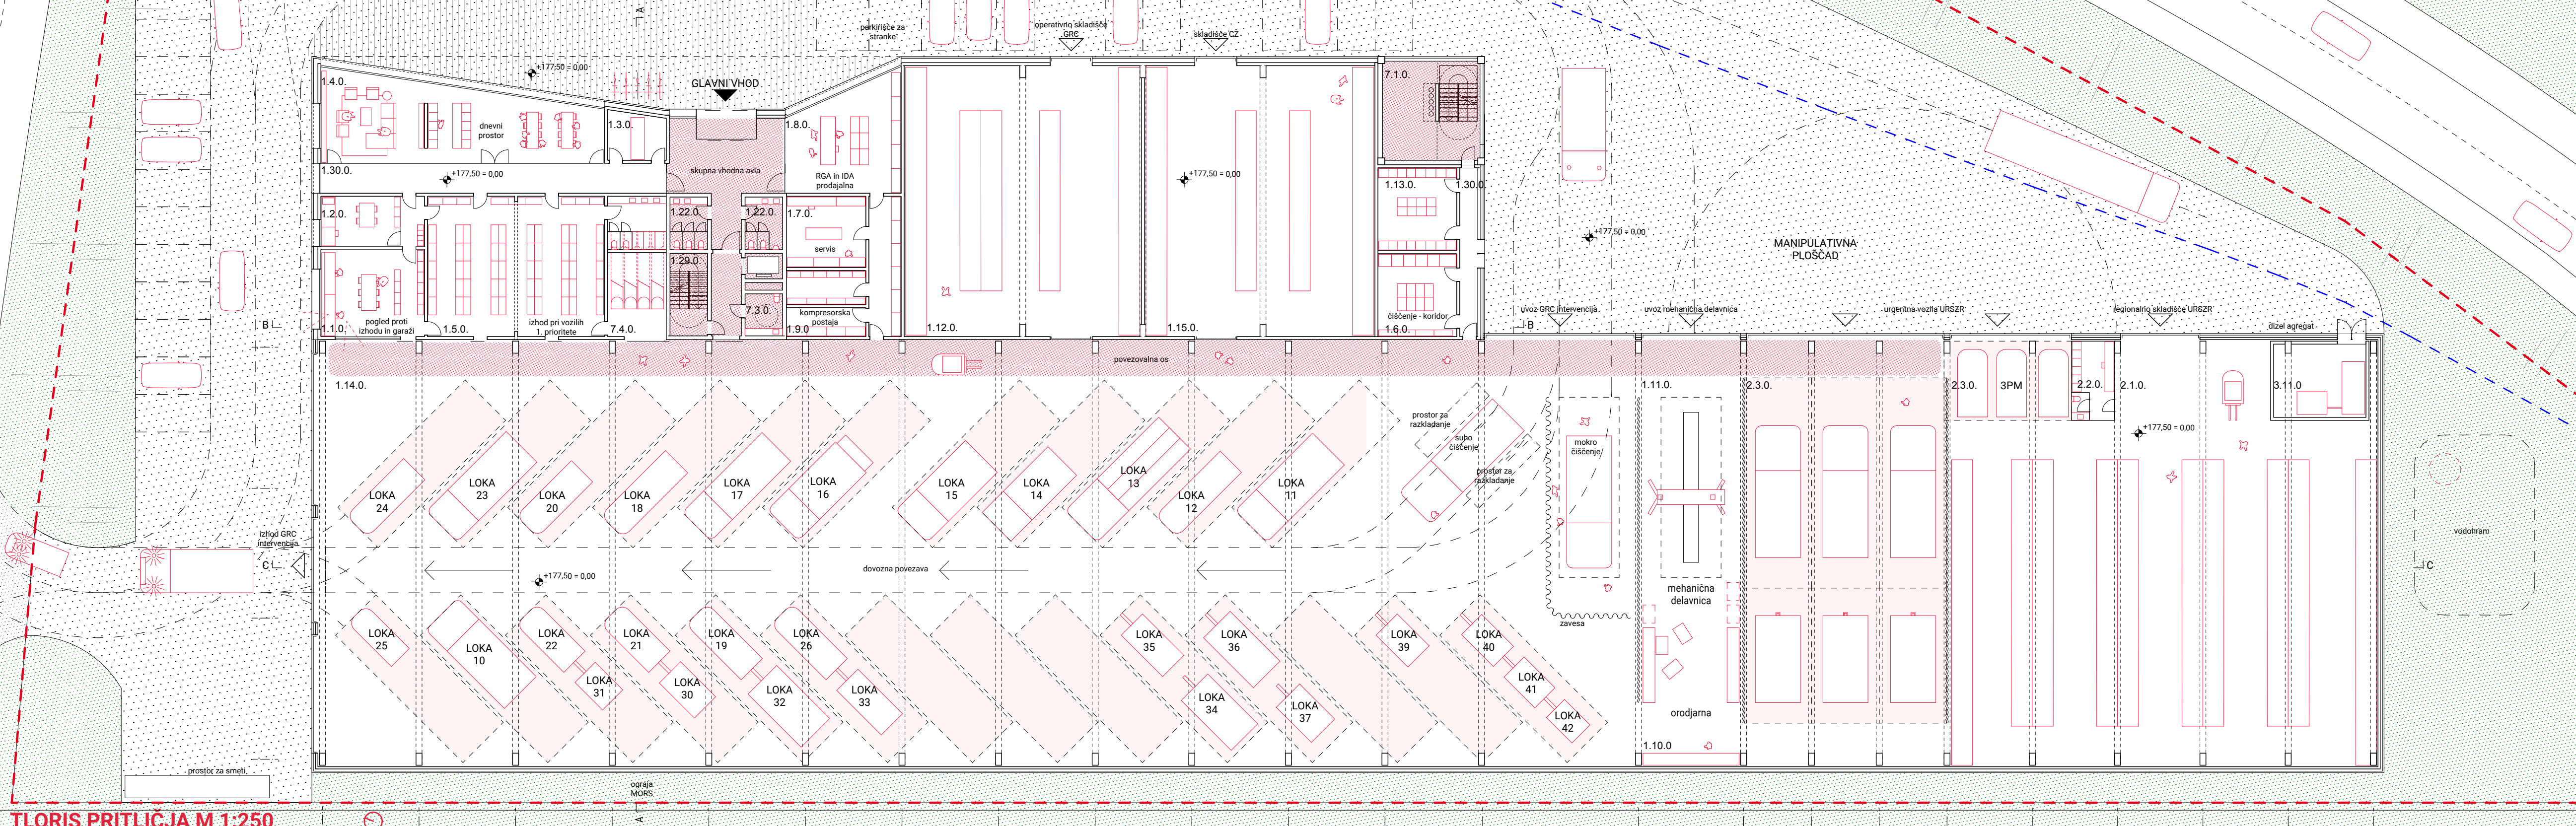 A
parkirišče za
stranke
operativno skladišče
GRC
skladišče CZ
+177,50 = 0,00
GLAVNI VHOD
1.4.0.
dnevni
prostor
1.3.0.
1.8.0.
7.1.0.
skupna vhodna avla
RGA in IDA
prodajalna
1.30.0.
+177,50 = 0,00
+177,50 = 0,00
1.13.0.
1.30.0.
1.2.0.
1.22.0.
1.22.0.
1.7.0.
servis
1.29.0.
+177,50 = 0,00
MANIPULATIVNA
PLOŠČAD
7.3.0.
kompresorska
postaja
čiščenje - koridor
uvoz GRC intervencija
uvoz mehanična delavnica
urgentna vozila URSZR
regionalno skladišče URSZR
dizel agregat
B
B
1.1.0.
pogled proti
izhodu in garaži
1.5.0.
izhod pri vozilih
1. prioritete
7.4.0.
1.9.0
1.12.0.
1.15.0.
1.6.0.
povezovalna os
1.14.0.
1.11.0.
2.3.0.
2.3.0.
3PM
2.2.0.
2.1.0.
3.11.0
prostor za
razkladanje
suho
čiščenje
mokro
čiščenje
prostor za
razkladanje
+177,50 = 0,00
LOKA
24
LOKA
23
LOKA
20
LOKA
18
LOKA
17
LOKA
16
LOKA
15
LOKA
14
LOKA
13
LOKA
12
LOKA
11
izhod GRC
intervencija
C
dovozna povezava
+177,50 = 0,00
vodohram
C
mehanična
delavnica
zavesa
LOKA
25
LOKA
10
LOKA
22
LOKA
31
LOKA
21
LOKA
30
LOKA
19
LOKA
32
LOKA
26
LOKA
33
LOKA
35
LOKA
34
LOKA
36
LOKA
37
LOKA
39
LOKA
40
LOKA
41
LOKA
42
orodjarna
1.10.0
prostor za smeti
ograja
MORS
A
TLORIS PRITLIČJA M 1:250